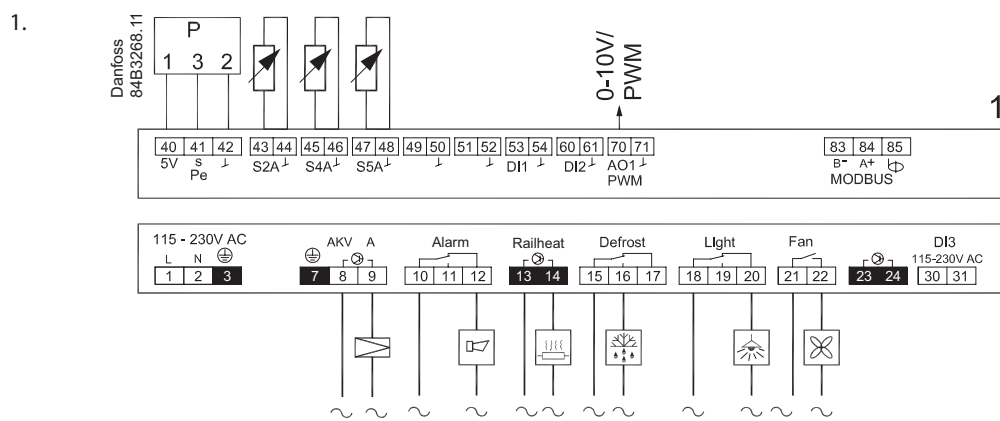 1.
Danfoss
84B3268.11
P
1 3 2
0-10V/
PWM
1
40 41 42 43 44 45 46 47 48 49 50 51 52 53 54 60 61 70 71 83 84 85
5V s S2A S4A S5A DI1 DI2 AO1 B- A+
Pe PWM MODBUS
115 - 230V AC AKV A Alarm Railheat Defrost LIght Fan DI3
L N 115-230V AC
1 2 3 7 8 9 10 11 12 13 14 15 16 17 18 19 20 21 22 23 24 30 31